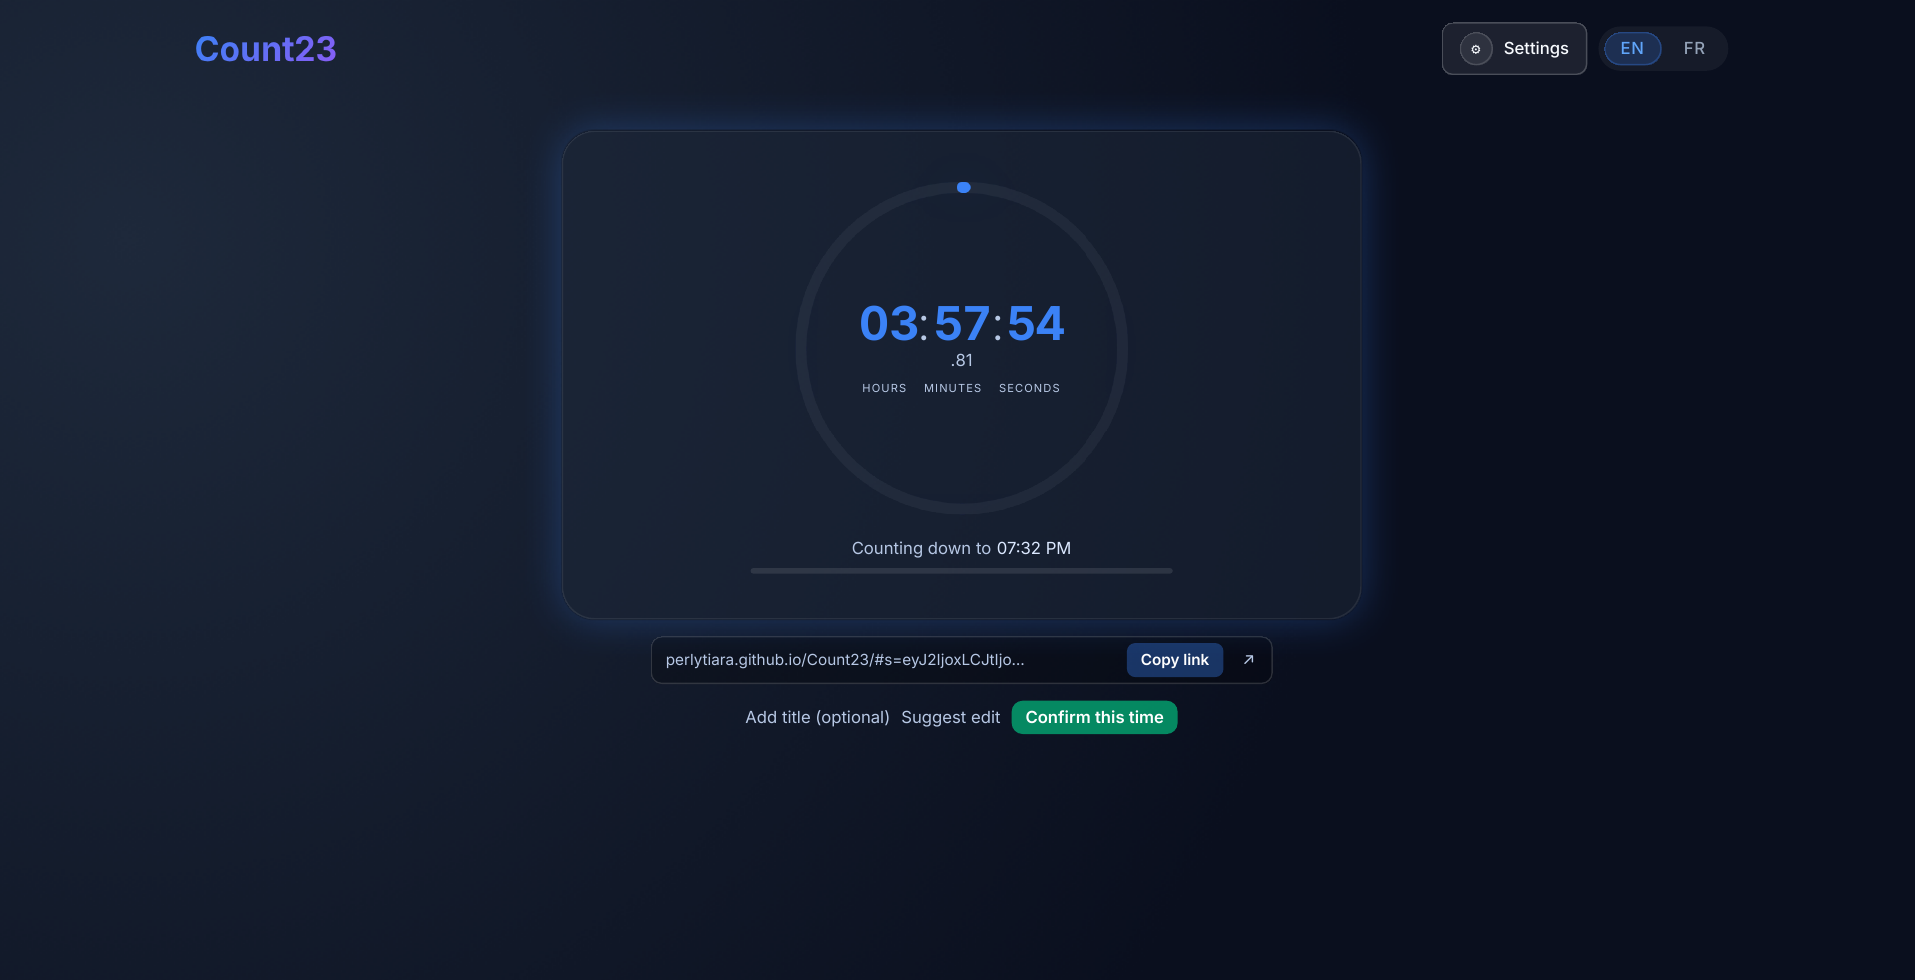 Count23
⚙ Settings
EN FR
03:57:54
.81
HOURS MINUTES SECONDS
Counting down to 07:32 PM
perlytiara.github.io/Count23/#s=eyJ2IjoxLCJtIjo...
Copy link ↗
Add title (optional) Suggest edit Confirm this time